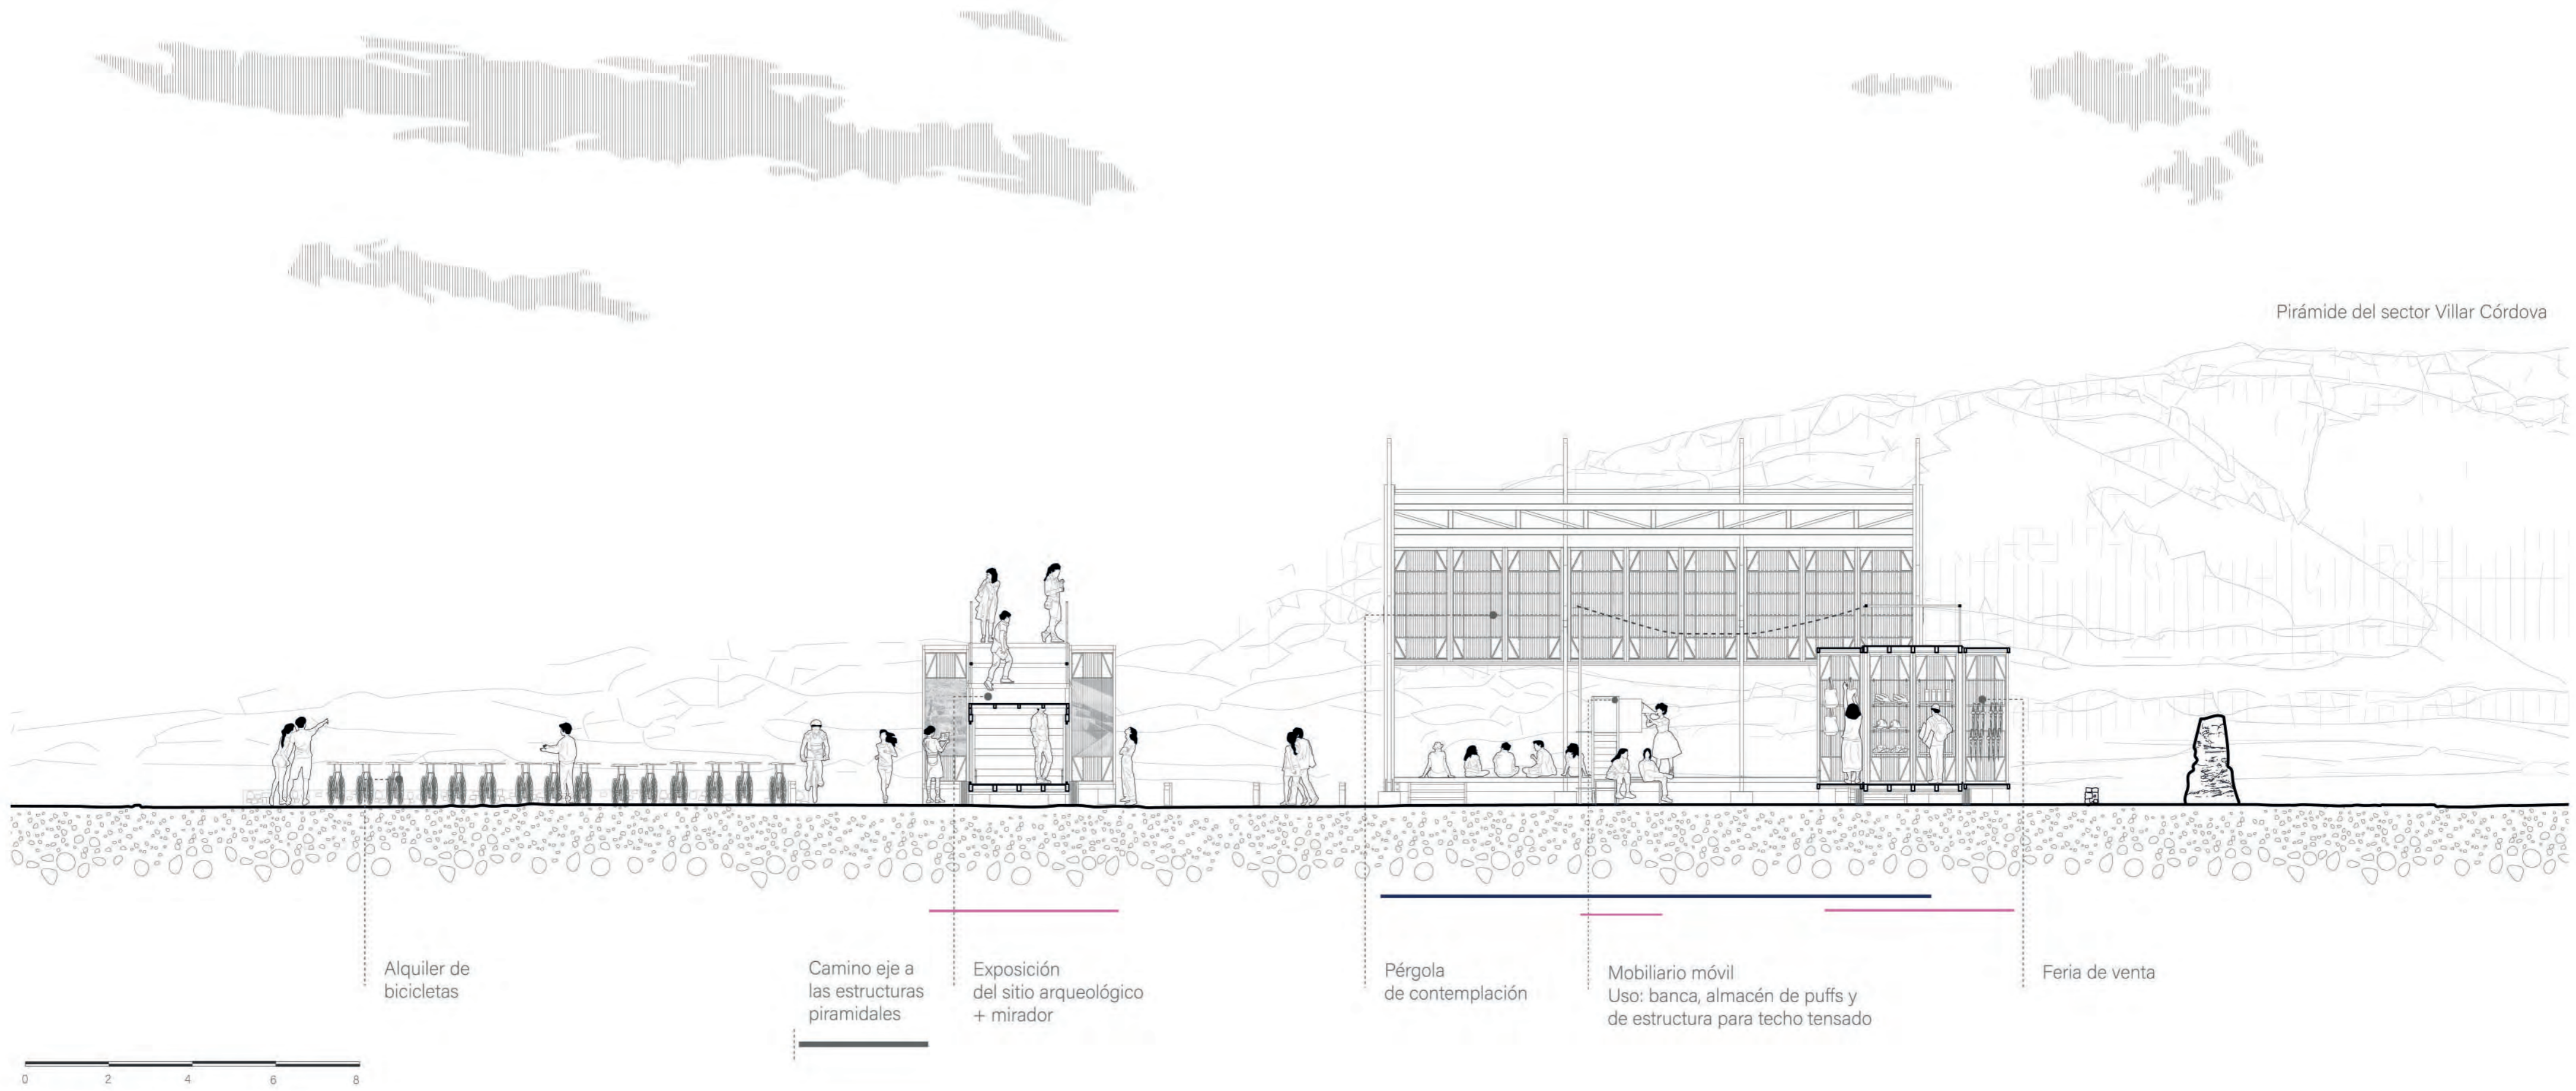 Pirámide del sector Villar Córdova
Alquiler de
bicicletas
Camino eje a
las estructuras
piramidales
Exposición
del sitio arqueológico
+ mirador
Pérgola
de contemplación
Mobiliario móvil
Uso: banca, almacén de puffs y
de estructura para techo tensado
Feria de venta
0 2 4 6 8